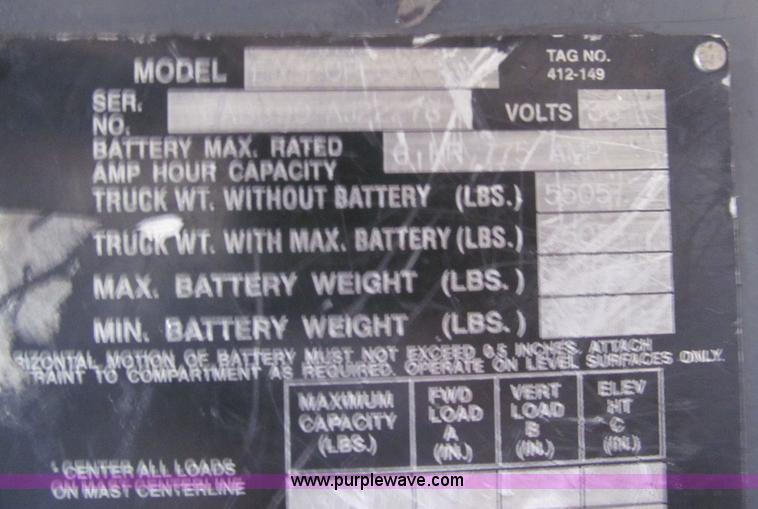 MODEL
TAG NO.
412-149
SER.
NO.
VOLTS
BATTERY MAX. RATED
AMP HOUR CAPACITY
TRUCK WT. WITHOUT BATTERY (LBS.)
TRUCK WT. WITH MAX. BATTERY (LBS.)
MAX. BATTERY WEIGHT (LBS.)
MIN. BATTERY WEIGHT (LBS.)
MOTION OF BATTERY MUST NOT EXCEED 0.5 INCHES. ATTACH
TO COMPARTMENT AS REQUIRED. OPERATE ON LEVEL SURFACES ONLY.
MAXIMUM
CAPACITY
(LBS.)
FWD
LOAD
A
(IN.)
VERT
LOAD
B
(IN.)
ELEV
HT
C
(IN.)
CENTER ALL LOADS
ON MAST CENTERLINE
www.purplewave.com